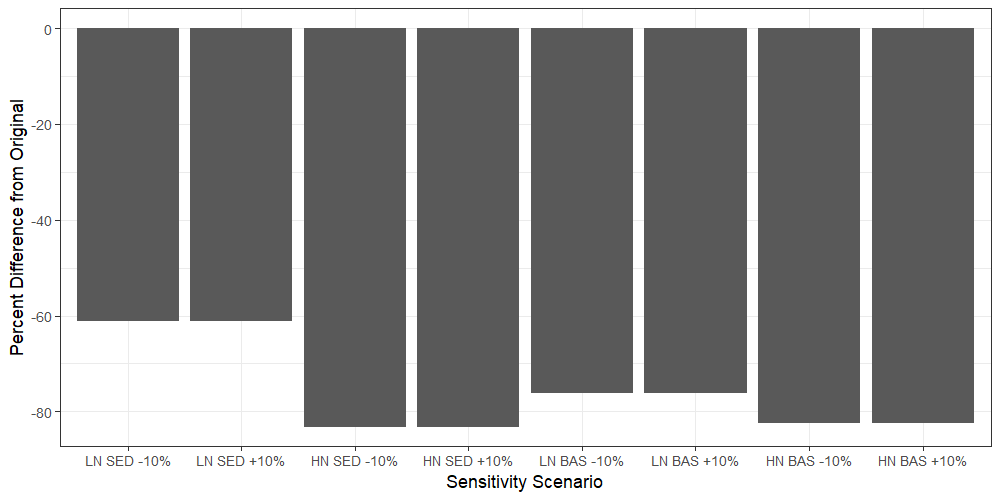 Percent Difference from Original
0
-20
-40
-60
-80
LN SED -10% LN SED +10% HN SED -10% HN SED +10% LN BAS -10% LN BAS +10% HN BAS -10% HN BAS +10%
Sensitivity Scenario